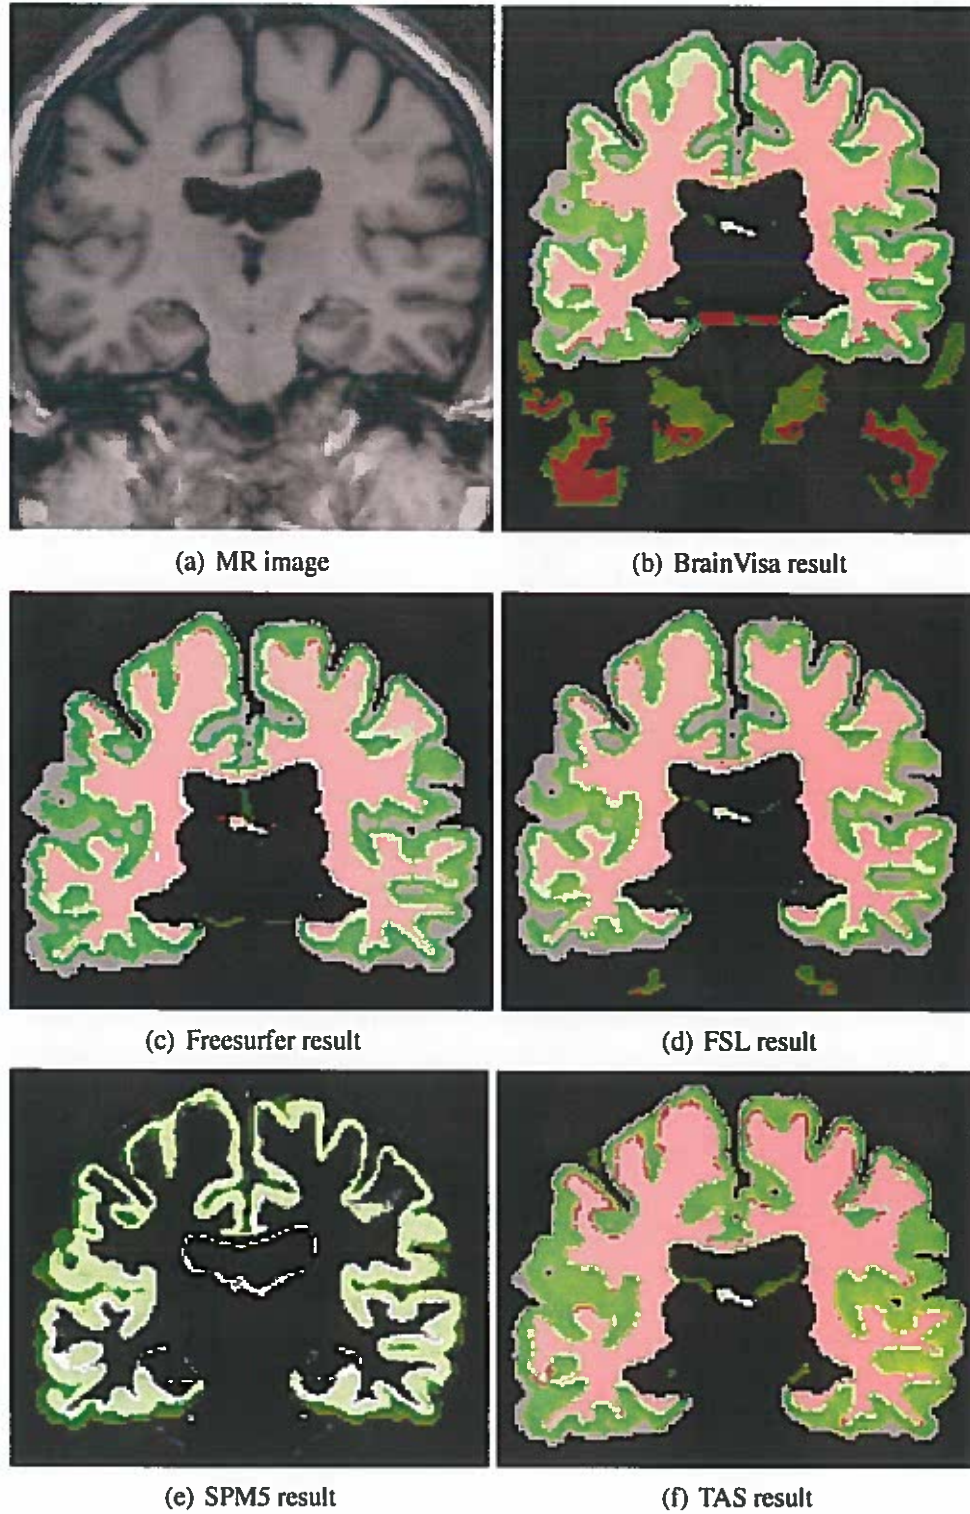 (a) MR image
(b) BrainVisa result
(c) Freesurfer result
(d) FSL result
(e) SPM5 result
(f) TAS result